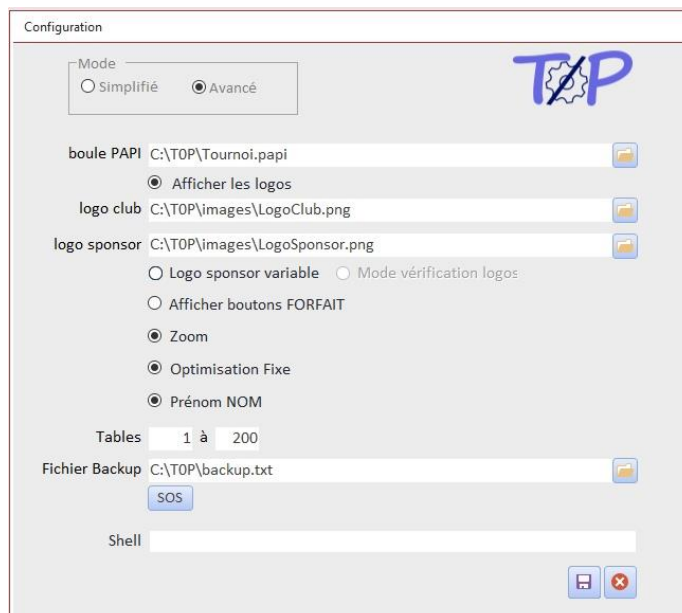 Configuration
Mode
Simplifié Avancé
TOP
boule PAPI C:\T0P\Tournoi.papi
Afficher les logos
logo club C:\T0P\images\LogoClub.png
logo sponsor C:\T0P\images\LogoSponsor.png
Logo sponsor variable Mode vérification logos
Afficher boutons FORFAIT
Zoom
Optimisation Fixe
Prénom NOM
Tables 1 à 200
Fichier Backup C:\T0P\backup.txt
SOS
Shell